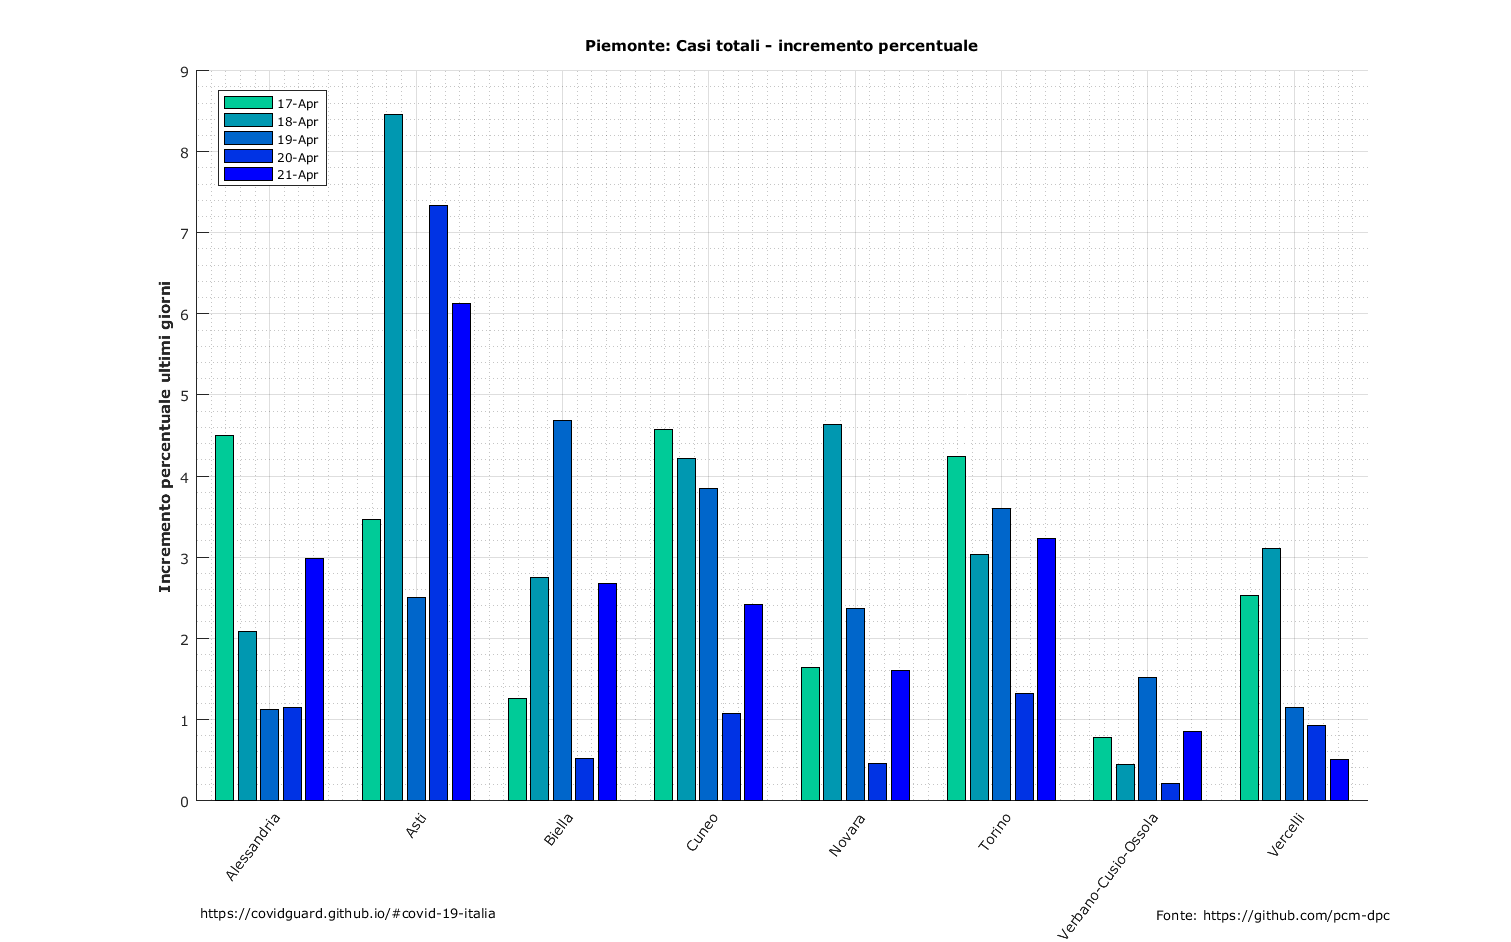 Piemonte: Casi totali - incremento percentuale
Incremento percentuale ultimi giorni
9
8
7
6
5
4
3
2
1
0
17-Apr
18-Apr
19-Apr
20-Apr
21-Apr
Alessandria
Asti
Biella
Cuneo
Novara
Torino
Verbano-Cusio-Ossola
Vercelli
https://covidguard.github.io/#covid-19-italia
Fonte: https://github.com/pcm-dpc